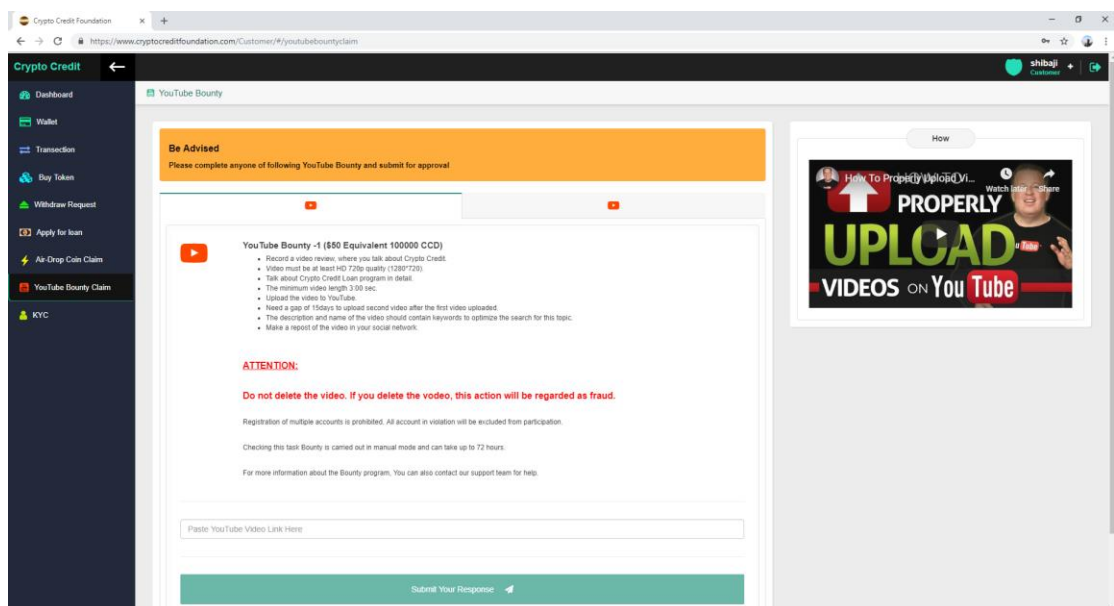 Crypto Credit Foundation
https://www.cryptocreditfoundation.com/Customer/#/youtubebountyclaim
Crypto Credit
shibaji
Customer
Dashboard
Wallet
Transection
Buy Token
Withdraw Request
Apply for loan
Air-Drop Coin Claim
YouTube Bounty Claim
KYC
YouTube Bounty
Be Advised
Please complete anyone of following YouTube Bounty and submit for approval
YouTube Bounty -1 ($50 Equivalent 100000 CCD)
Record a video review, where you talk about Crypto Credit.
Video must be at least HD 720p quality (1280*720)
Talk about Crypto Credit Loan program in detail.
The minimum video length 3:00 sec.
Upload the video to YouTube.
Need a gap of 15days to upload second video after the first video uploaded.
The description and name of the video should contain keywords to optimize the search for this topic.
Make a repost of the video in your social network.
ATTENTION:
Do not delete the video. If you delete the vodeo, this action will be regarded as fraud.
Registration of multiple accounts is prohibited. All account in violation will be excluded from participation.
Checking this task Bounty is carried out in manual mode and can take up to 72 hours.
For more information about the Bounty program, You can also contact our support team for help.
Paste YouTube Video Link Here
Submit Your Response
How
How To Properly Upload Vi...
Watch later
Share
PROPERLY
UPLOAD
VIDEOS ON YouTube